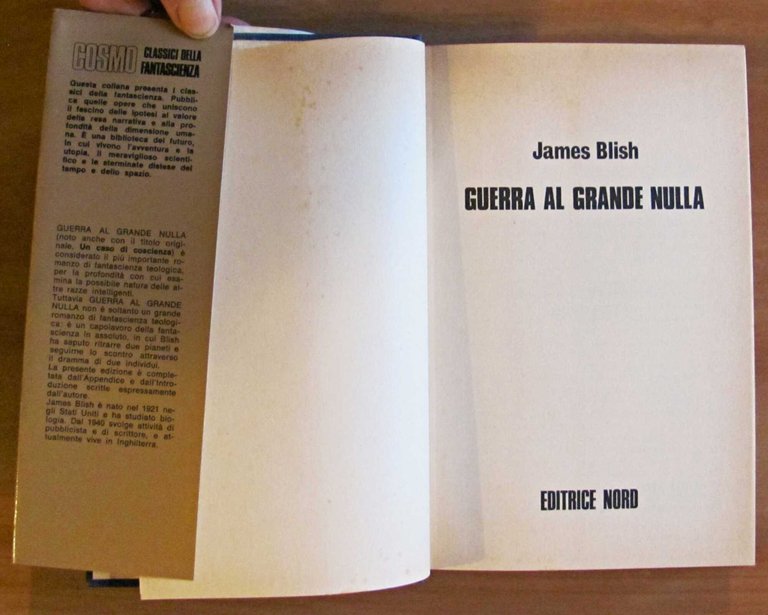 COSMO CLASSICI DELLA
FANTASCIENZA
Questa collana presenta i clas-
sici della fantascienza. Pubbli-
ca quelle opere che uniscono
il fascino delle ipotesi al valore
della resa narrativa e alla pro-
fondità della dimensione uma-
na. È una biblioteca del futuro,
in cui vivono l'avventura e la
utopia, il meraviglioso scienti-
fico e le sterminate distese del
tempo e dello spazio.
GUERRA AL GRANDE NULLA
(noto anche con il titolo origi-
nale, Un caso di coscienza) è
considerato il più importante ro-
manzo di fantascienza teologica,
per la profondità con cui esa-
mina la possibile natura delle al-
tre razze intelligenti.
Tuttavia GUERRA AL GRANDE
NULLA non è soltanto un grande
romanzo di fantascienza teologi-
ca: è un capolavoro della fanta-
scienza in assoluto, in cui Blish
ha saputo ritrarre due pianeti e
seguirne lo scontro attraverso
il dramma di due individui.
La presente edizione è comple-
tata dall'Appendice e dall'Intro-
duzione scritte espressamente
dall'autore.
James Blish è nato nel 1921 ne-
gli Stati Uniti e ha studiato bio-
logia. Dal 1940 svolge attività di
pubblicista e di scrittore, e at-
tualmente vive in Inghilterra.
James Blish
GUERRA AL GRANDE NULLA
EDITRICE NORD